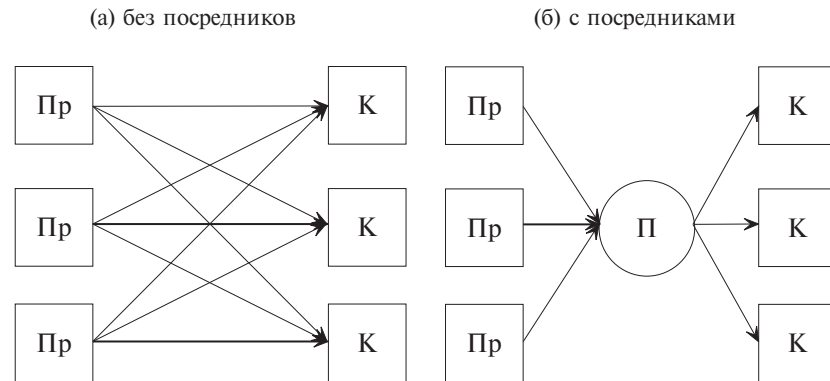 (а) без посредников (б) с посредниками
Пр К Пр К
Пр К Пр П К
Пр К Пр К